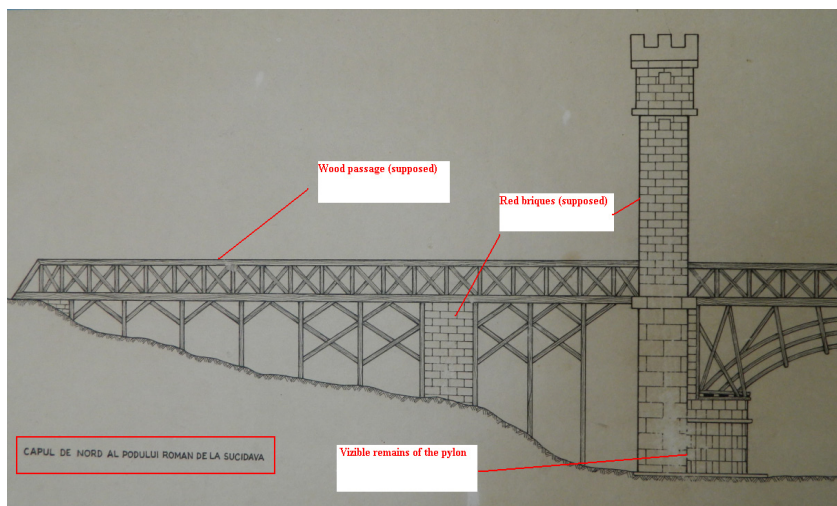 Wood passage (supposed)
Red briques (supposed)
Vizible remains of the pylon
CAPUL DE NORD AL PODULUI ROMAN DE LA SUCIDAVA